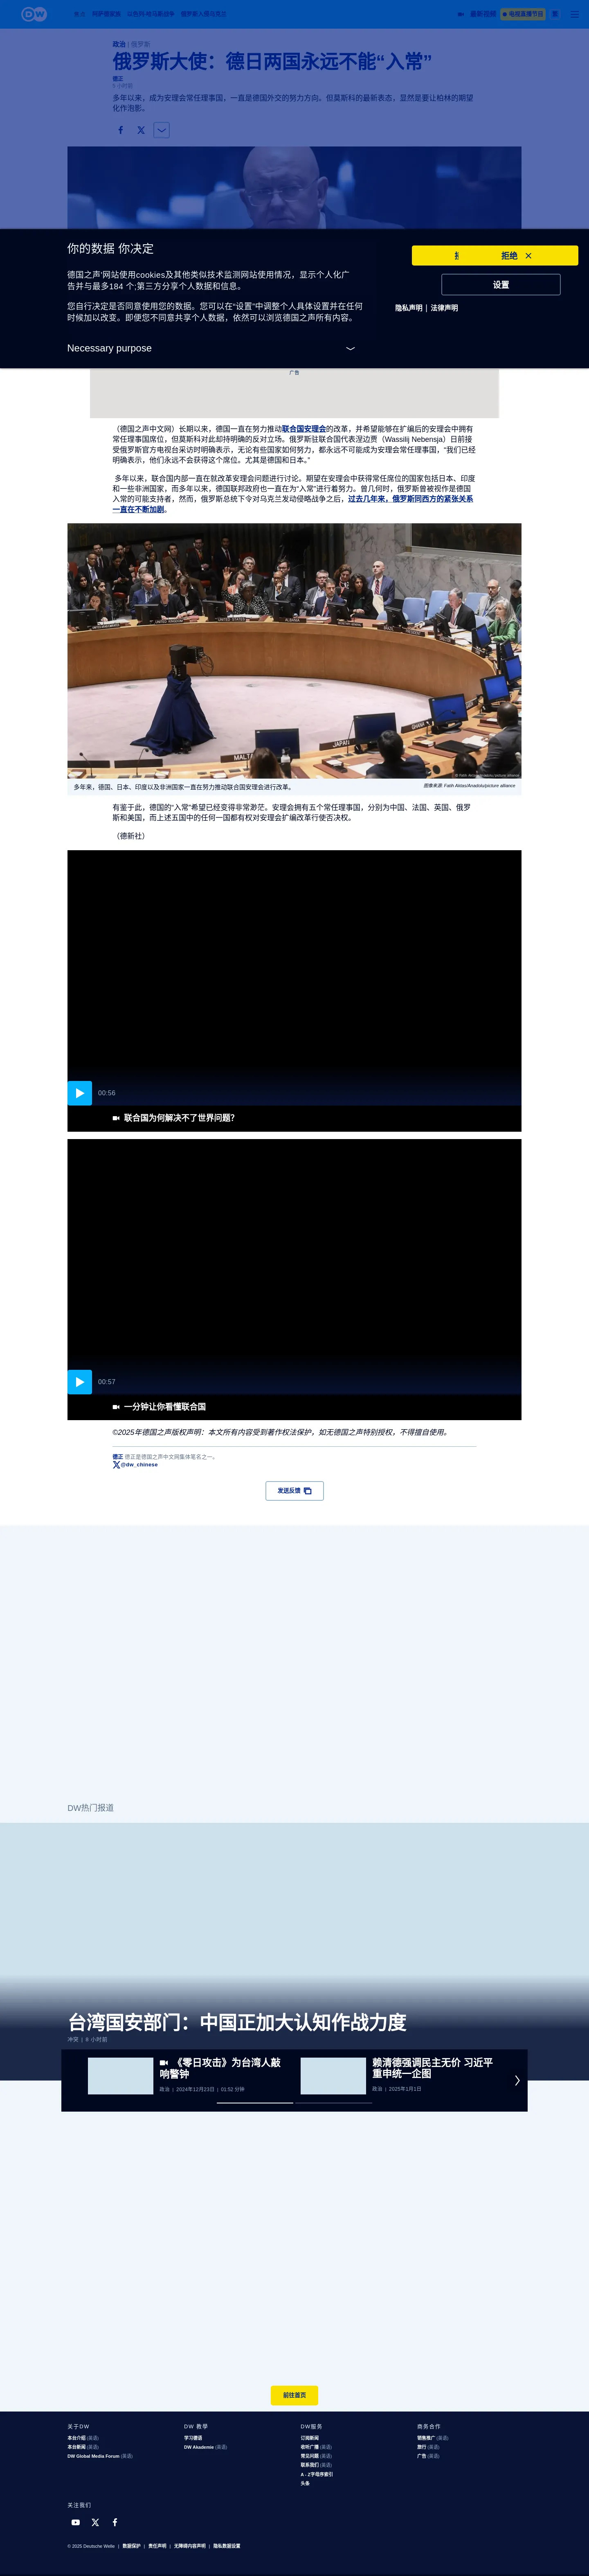 DW
最新视频
电视直播节目
政治 | 俄罗斯
俄罗斯大使：德日两国永远不能“入常”
德正
多年以来，成为安理会常任理事国，一直是德国外交的努力方向。但莫斯科的最新表态，显然是要让柏林的期望
化作泡影。
你的数据 你决定
拒绝
德国之声'网站使用cookies及其他类似技术监测网站使用情况，显示个人化广
告并与最多184 个;第三方分享个人数据和信息。
设置
您自行决定是否同意使用您的数据。您可以在“设置”中调整个人具体设置并在任何
时候加以改变。即便您不同意共享个人数据，依然可以浏览德国之声所有内容。
隐私声明 | 法律声明
Necessary purpose
广告
（德国之声中文网）长期以来，德国一直在努力推动联合国安理会的改革，并希望能够在扩编后的安理会中拥有
常任理事国席位，但莫斯科对此却持明确的反对立场。俄罗斯驻联合国代表涅边贾（Wassilij Nebensja）日前接
受俄罗斯官方电视台采访时明确表示，无论有些国家如何努力，都永远不可能成为安理会常任理事国，“我们已经
明确表示，他们永远不会获得这个席位。尤其是德国和日本。”
多年以来，联合国内部一直在就改革安理会问题进行讨论。期望在安理会中获得常任席位的国家包括日本、印度
和一些非洲国家，而多年以来，德国联邦政府也一直在为“入常”进行着努力。曾几何时，俄罗斯曾被视作是德国
入常的可能支持者，然而，俄罗斯总统下令对乌克兰发动侵略战争之后，过去几年来，俄罗斯同西方的紧张关系
一直在不断加剧。
MALTA
JAPAN
GHANA
多年来，德国、日本、印度以及非洲国家一直在努力推动联合国安理会进行改革。
图像来源: Fatih Aktas/Anadolu/picture alliance
有鉴于此，德国的“入常”希望已经变得非常渺茫。安理会拥有五个常任理事国，分别为中国、法国、英国、俄罗
斯和美国，而上述五国中的任何一国都有权对安理会扩编改革行使否决权。
（德新社）
00:56
联合国为何解决不了世界问题？
00:57
一分钟让你看懂联合国
©2025年德国之声版权声明：本文所有内容受到著作权法保护，如无德国之声特别授权，不得擅自使用。
德正 德正是德国之声中文网集体笔名之一。
@dw_chinese
发送反馈
DW热门报道
台湾国安部门：中国正加大认知作战力度
冲突 | 8 小时前
《零日攻击》为台湾人敲
响警钟
政治 | 2024年12月23日 | 01:52 分钟
赖清德强调民主无价 习近平
重申统一企图
政治 | 2025年1月1日
前往首页
关于DW
本台介绍 (英语)
本台新闻 (英语)
DW Global Media Forum (英语)
DW 教学
学习德语
DW Akademie (英语)
DW服务
订阅新闻
收听广播 (英语)
常见问题 (英语)
联系我们 (英语)
A - Z字母序索引
头条
商务合作
销售推广 (英语)
旅行 (英语)
广告 (英语)
关注我们
© 2025 Deutsche Welle | 数据保护 | 责任声明 | 无障碍内容声明 | 隐私数据设置